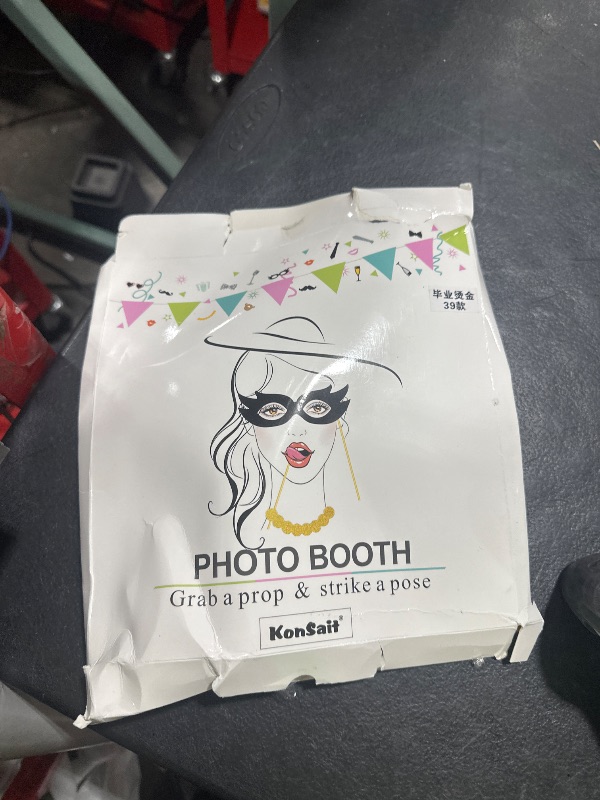 毕业烫金
39款
PHOTO BOOTH
Grab a prop & strike a pose
KonSait®